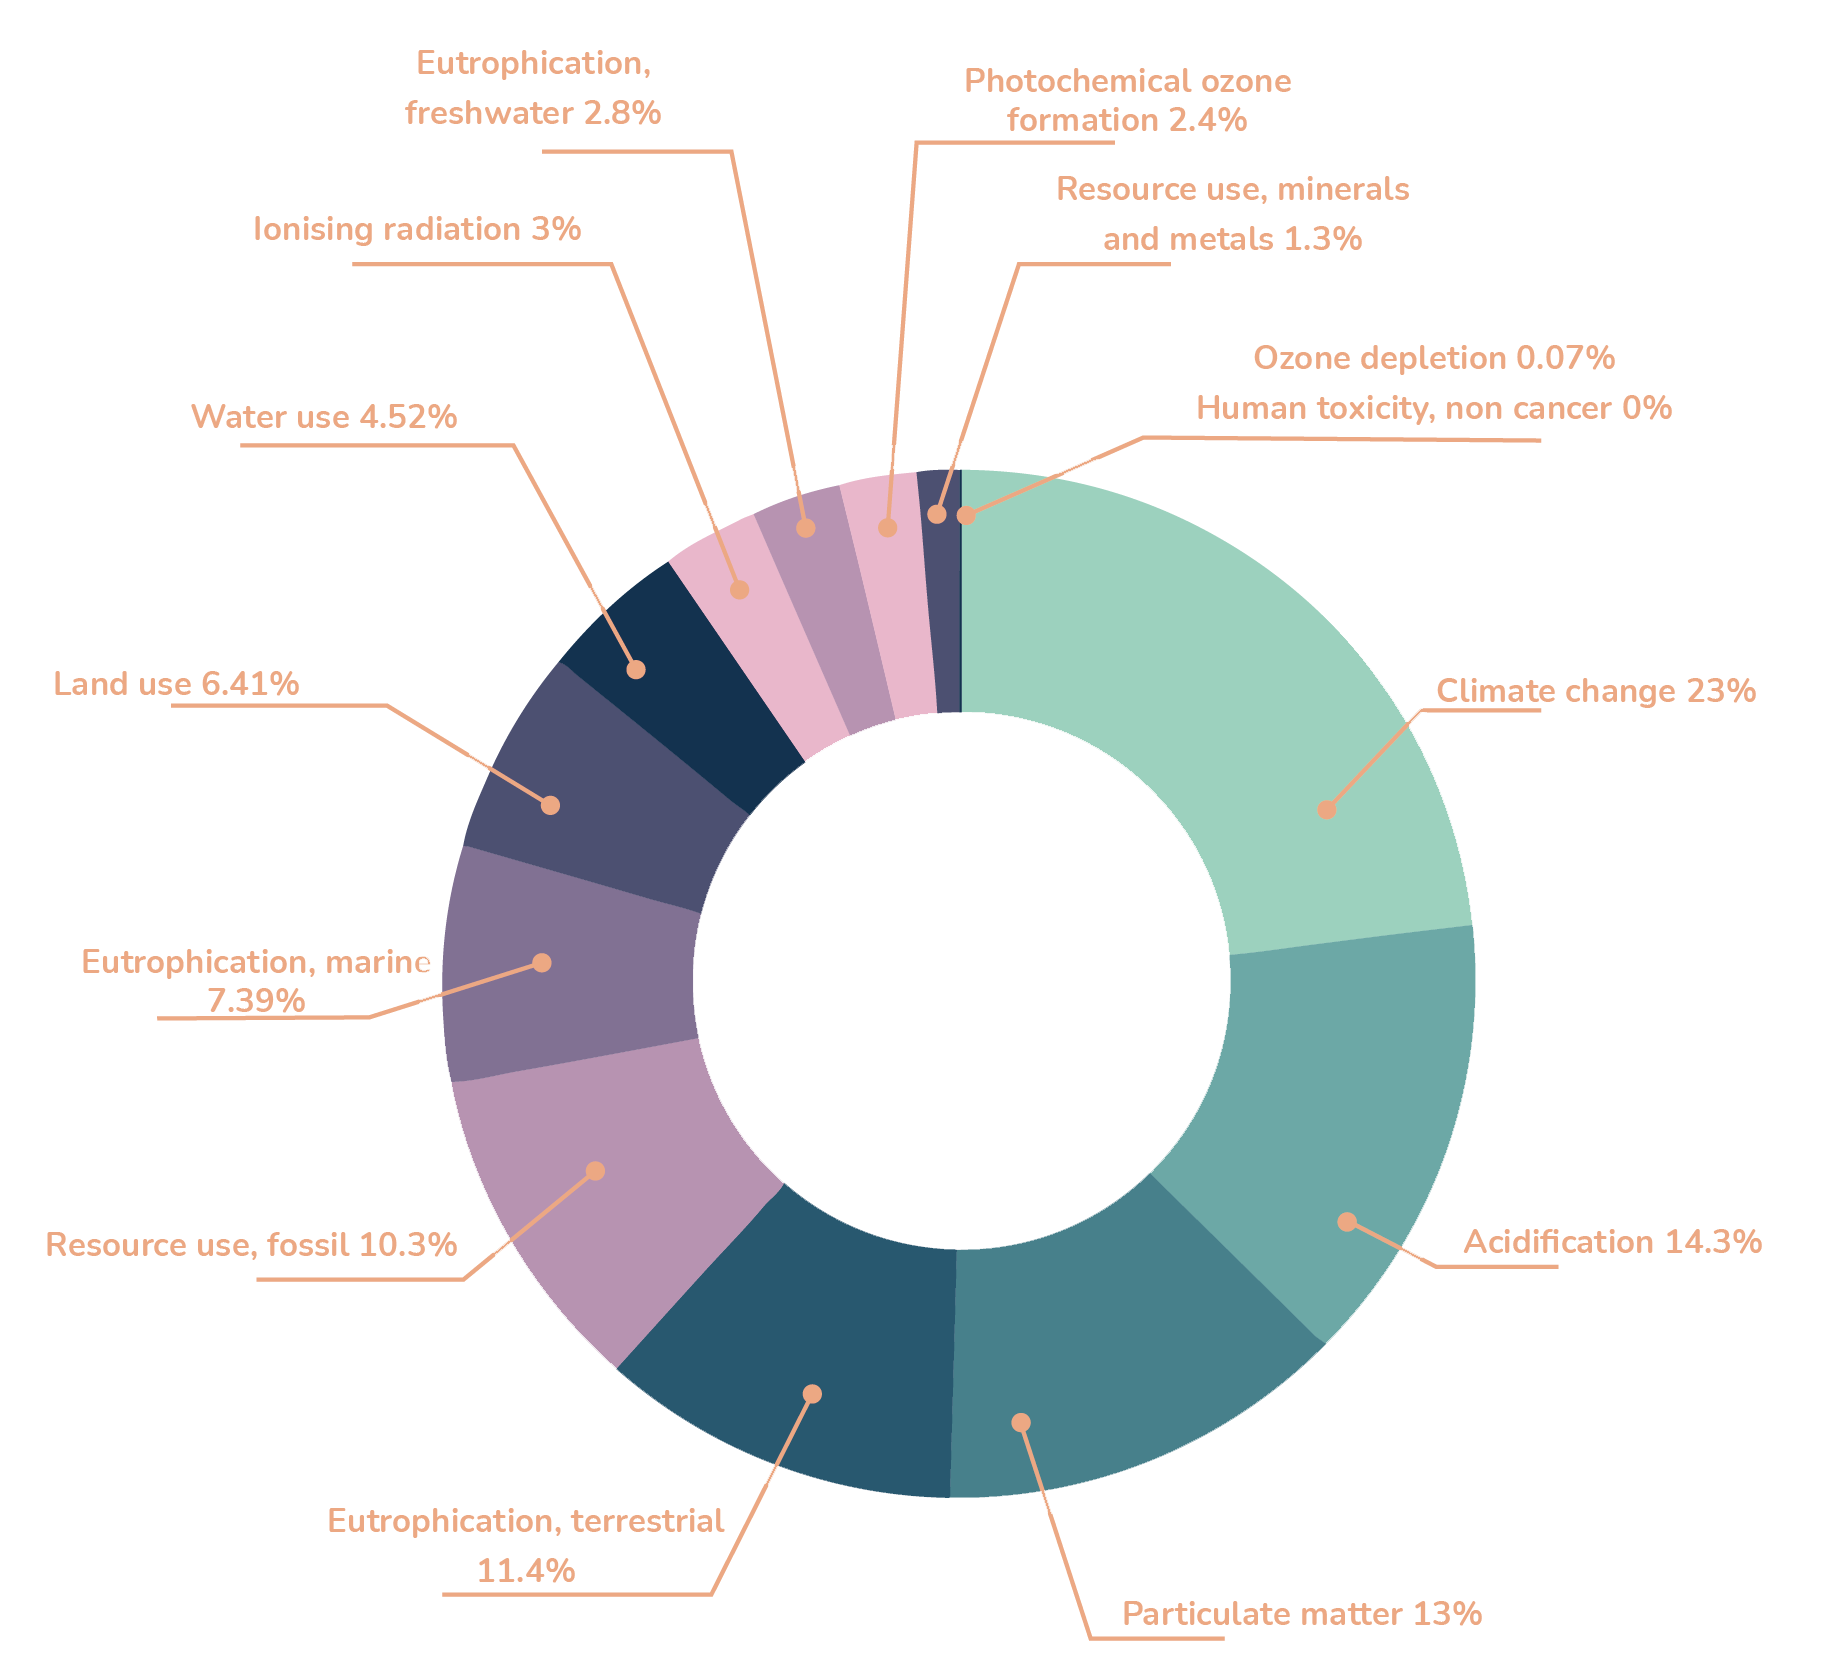 Eutrophication,
freshwater 2.8%
Photochemical ozone
formation 2.4%
Resource use, minerals
and metals 1.3%
Ionising radiation 3%
Ozone depletion 0.07%
Human toxicity, non cancer 0%
Water use 4.52%
Land use 6.41%
Climate change 23%
Eutrophication, marine
7.39%
Resource use, fossil 10.3%
Acidification 14.3%
Eutrophication, terrestrial
11.4%
Particulate matter 13%